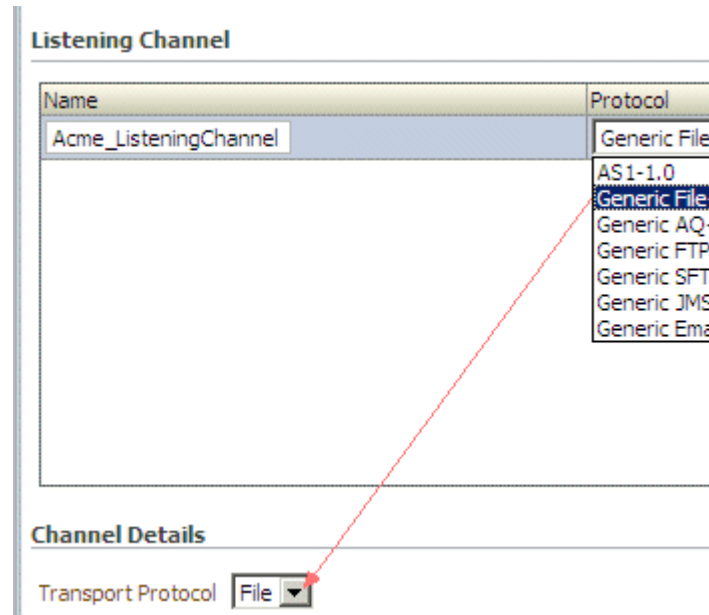 Listening Channel
Name Protocol
Acme_ListeningChannel Generic File
AS1-1.0
Generic File
Generic AQ-
Generic FTP
Generic SFT
Generic JMS
Generic Ema
Channel Details
Transport Protocol File